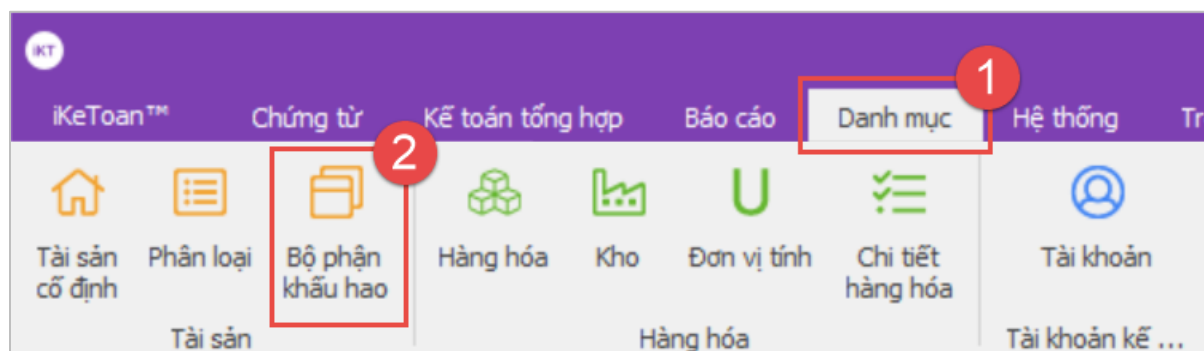 iKT
1
iKeToan™ Chứng từ Kế toán tổng hợp Báo cáo Danh mục Hệ thống Tr
2
U
Tài sản cố định Phân loại Bộ phận khấu hao Hàng hóa Kho Đơn vị tính Chi tiết hàng hóa Tài khoản
Tài sản Hàng hóa Tài khoản kế ...